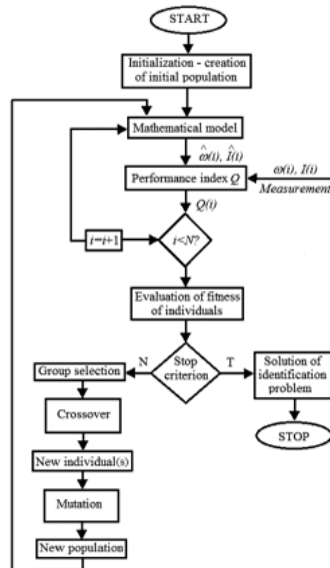 START
Initialization - creation
of initial population
Mathematical model
ω̂(i), Î(i)
ω(i), I(i)
Performance index Q
Measurement
Q(i)
i=i+1
i<N?
Evaluation of fitness
of individuals
N
Stop
criterion
T
Group selection
Solution of
identification
problem
Crossover
STOP
New individual(s)
Mutation
New population